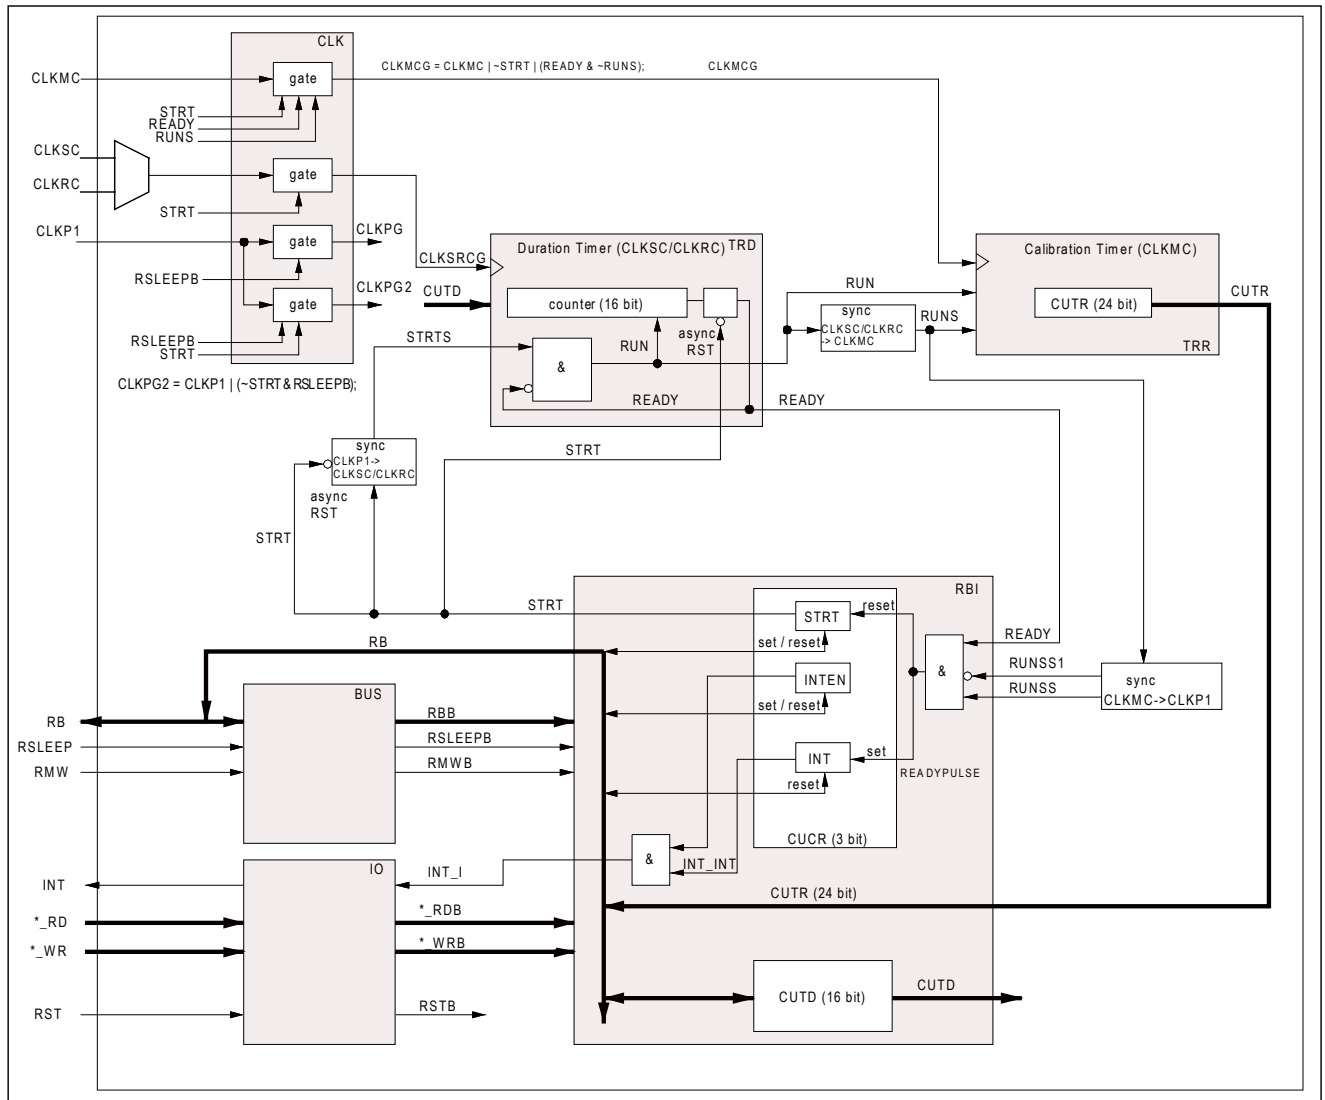 CLK
CLKMC
gate
CLKMCG = CLKMC | ~STRT | (READY & ~RUNS);
CLKMCG
STRT
READY
RUNS
CLKSC
CLKRC
gate
STRT
CLKP1
gate
CLKPG
RSLEEPB
gate
CLKPG2
RSLEEPB
STRT
CLKPG2 = CLKP1 | (~STRT & RSLEEPB);
CLKSRCG
CUTD
Duration Timer (CLKSC/CLKRC) TRD
counter (16 bit)
async
RST
RUN
STRTS
&
READY
READY
RUN
sync
CLKSC/CLKRC
-> CLKMC
RUNS
Calibration Timer (CLKMC)
CUTR (24 bit)
TRR
CUTR
sync
CLKP1->
CLKSC/CLKRC
async
RST
STRT
STRT
STRT
RBI
STRT
reset
set / reset
INTEN
set / reset
INT
set
reset
READYPULSE
CUCR (3 bit)
&
READY
RUNSS1
RUNSS
sync
CLKMC->CLKP1
RB
BUS
RB
RBB
RSLEEP
RSLEEPB
RMW
RMWB
&
INT_INT
IO
INT
INT_I
*_RD
*_RDB
*_WR
*_WRB
RST
RSTB
CUTR (24 bit)
CUTD (16 bit)
CUTD